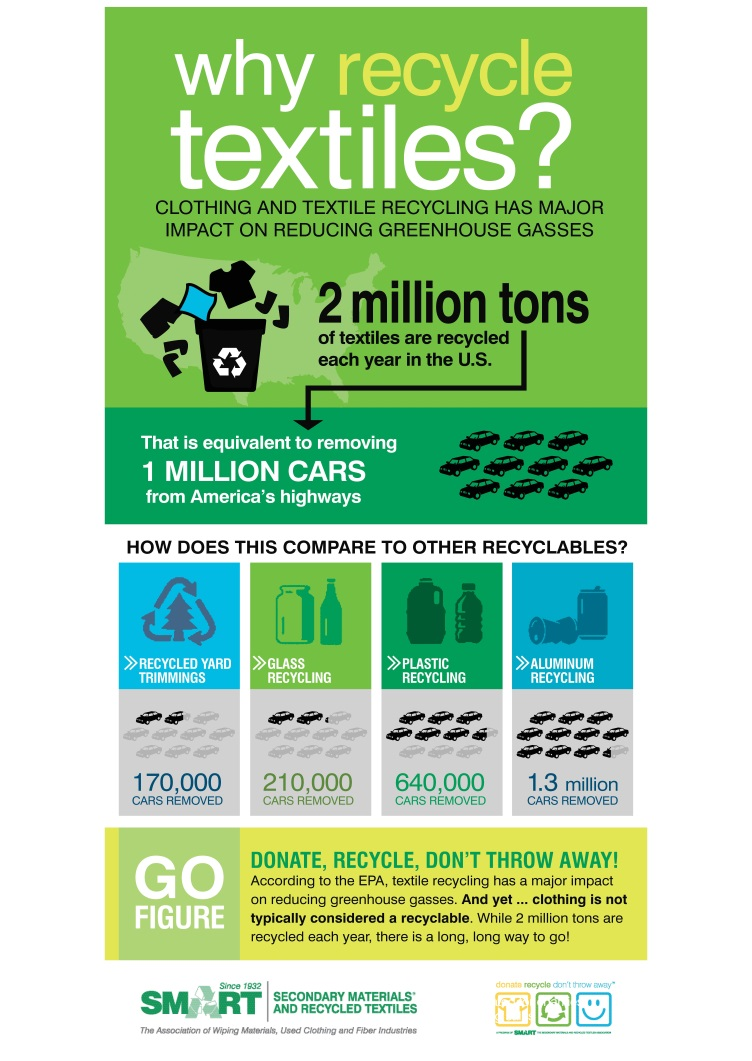 why recycle
textiles?
CLOTHING AND TEXTILE RECYCLING HAS MAJOR
IMPACT ON REDUCING GREENHOUSE GASSES
2 million tons
of textiles are recycled
each year in the U.S.
That is equivalent to removing
1 MILLION CARS
from America's highways
HOW DOES THIS COMPARE TO OTHER RECYCLABLES?
RECYCLED YARD
TRIMMINGS
170,000
CARS REMOVED
GLASS
RECYCLING
210,000
CARS REMOVED
PLASTIC
RECYCLING
640,000
CARS REMOVED
ALUMINUM
RECYCLING
1.3 million
CARS REMOVED
GO
FIGURE
DONATE, RECYCLE, DON'T THROW AWAY!
According to the EPA, textile recycling has a major impact
on reducing greenhouse gasses. And yet ... clothing is not
typically considered a recyclable. While 2 million tons are
recycled each year, there is a long, long way to go!
Since 1932
SMART
SECONDARY MATERIALS
AND RECYCLED TEXTILES
The Association of Wiping Materials, Used Clothing and Fiber Industries
donate recycle don't throw away